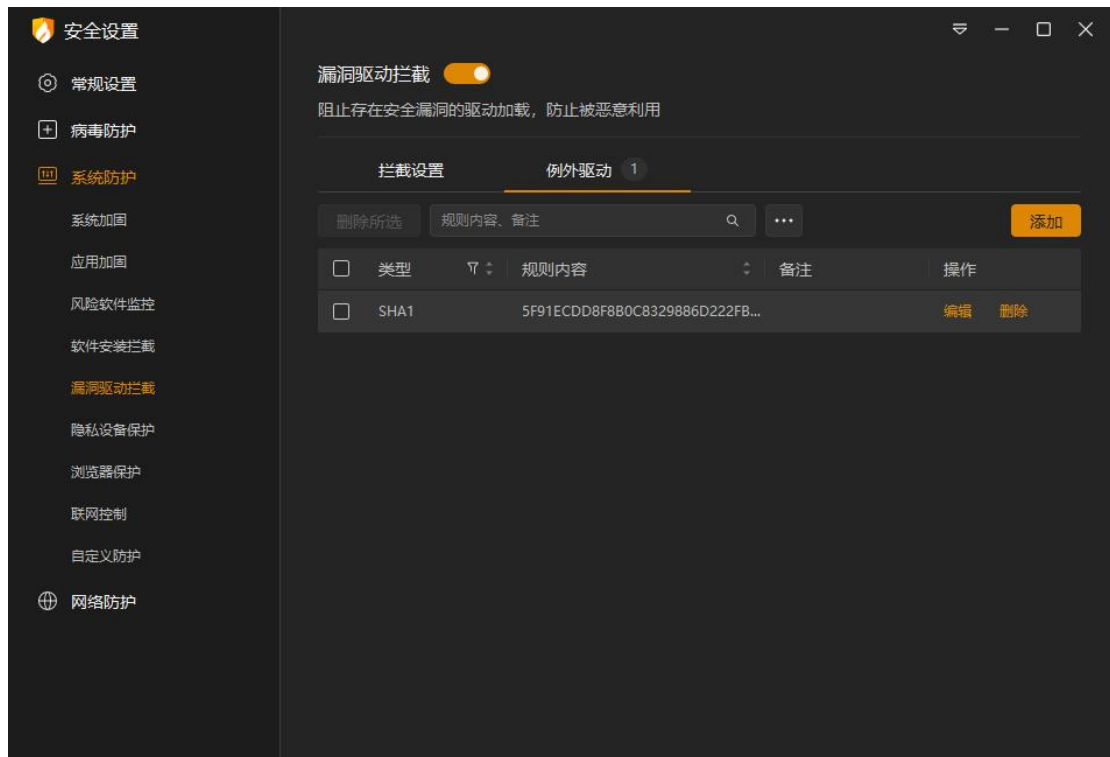 安全设置
常规设置
病毒防护
系统防护
系统加固
应用加固
风险软件监控
软件安装拦截
漏洞驱动拦截
隐私设备保护
浏览器保护
联网控制
自定义防护
网络防护
漏洞驱动拦截
阻止存在安全漏洞的驱动加载，防止被恶意利用
拦截设置 例外驱动 1
删除所选 规则内容、备注 ··· 添加
类型 规则内容 备注 操作
SHA1 5F91ECDD8F8B0C8329886D222FB... 编辑 删除